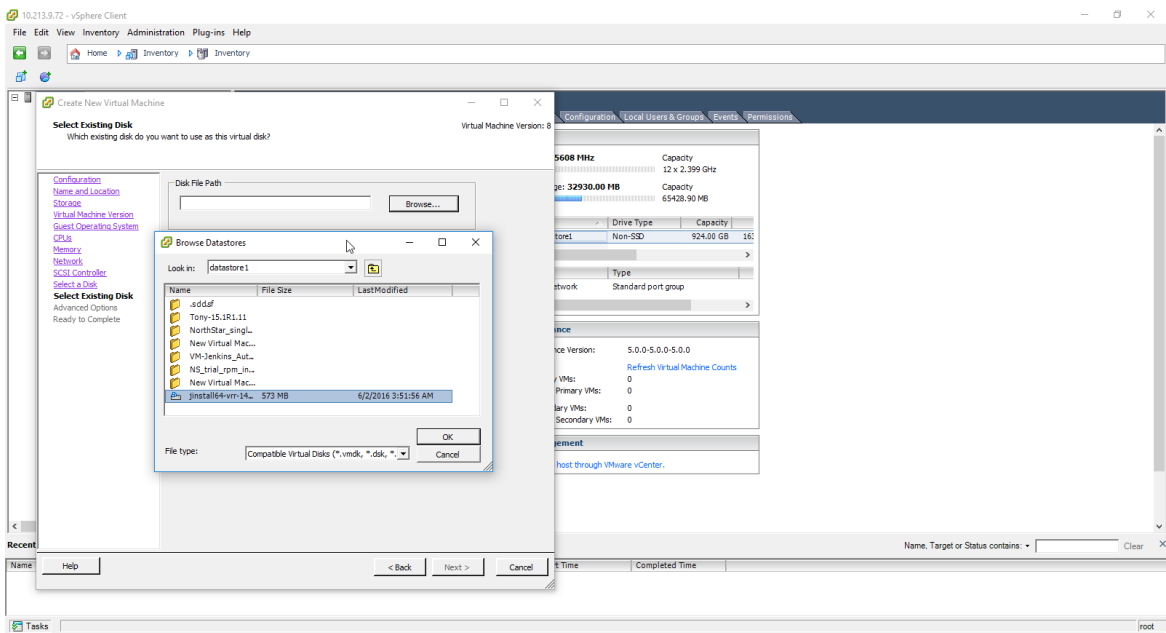 10.213.9.72 - vSphere Client
File Edit View Inventory Administration Plug-ins Help
Home Inventory Inventory
Create New Virtual Machine
Select Existing Disk
Which existing disk do you want to use as this virtual disk?
Virtual Machine Version: 8
Configuration
Name and Location
Storage
Virtual Machine Version
Guest Operating System
CPUs
Memory
Network
SCSI Controller
Select a Disk
Select Existing Disk
Advanced Options
Ready to Complete
Disk File Path
Browse...
Browse Datastores
Look in: datastore1
Name File Size LastModified
.sdd.sf
Tony-15.1R1.11
NorthStar_singl...
New Virtual Mac...
VM-Jenkins_Aut...
NS_trial_rpm_in...
New Virtual Mac...
jinstall64-vrr-14... 573 MB 6/2/2016 3:51:56 AM
OK
File type: Compatible Virtual Disks (*.vmdk, *.dsk, *. Cancel
Help < Back Next > Cancel
Configuration Local Users & Groups Events Permissions
5608 MHz Capacity
12 x 2.399 GHz
ge: 32930.00 MB Capacity
65428.90 MB
Drive Type Capacity
tore1 Non-SSD 924.00 GB 163
Type
etwork Standard port group
ance
nce Version: 5.0.0-5.0.0-5.0.0
Refresh Virtual Machine Counts
y VMs: 0
Primary VMs: 0
dary VMs: 0
Secondary VMs: 0
gement
host through VMware vCenter.
Recent
Name, Target or Status contains: Clear
Name t Time Completed Time
Tasks root